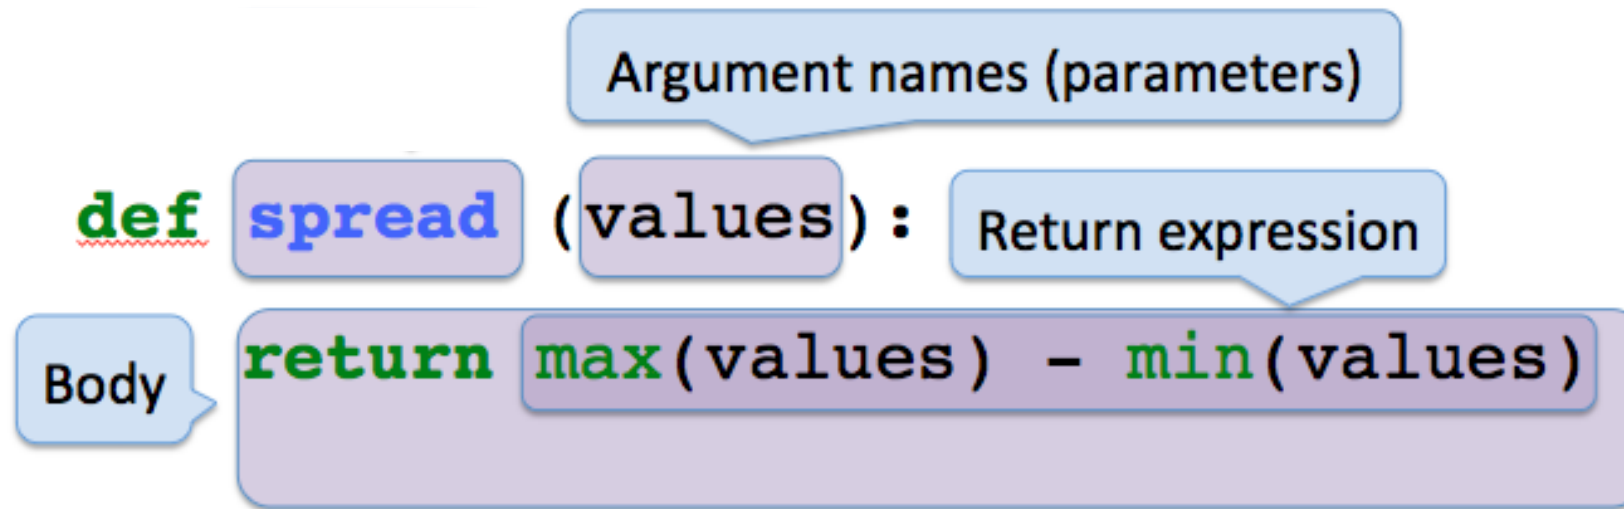 Argument names (parameters)
def spread (values):
Return expression
Body
return max(values) - min(values)